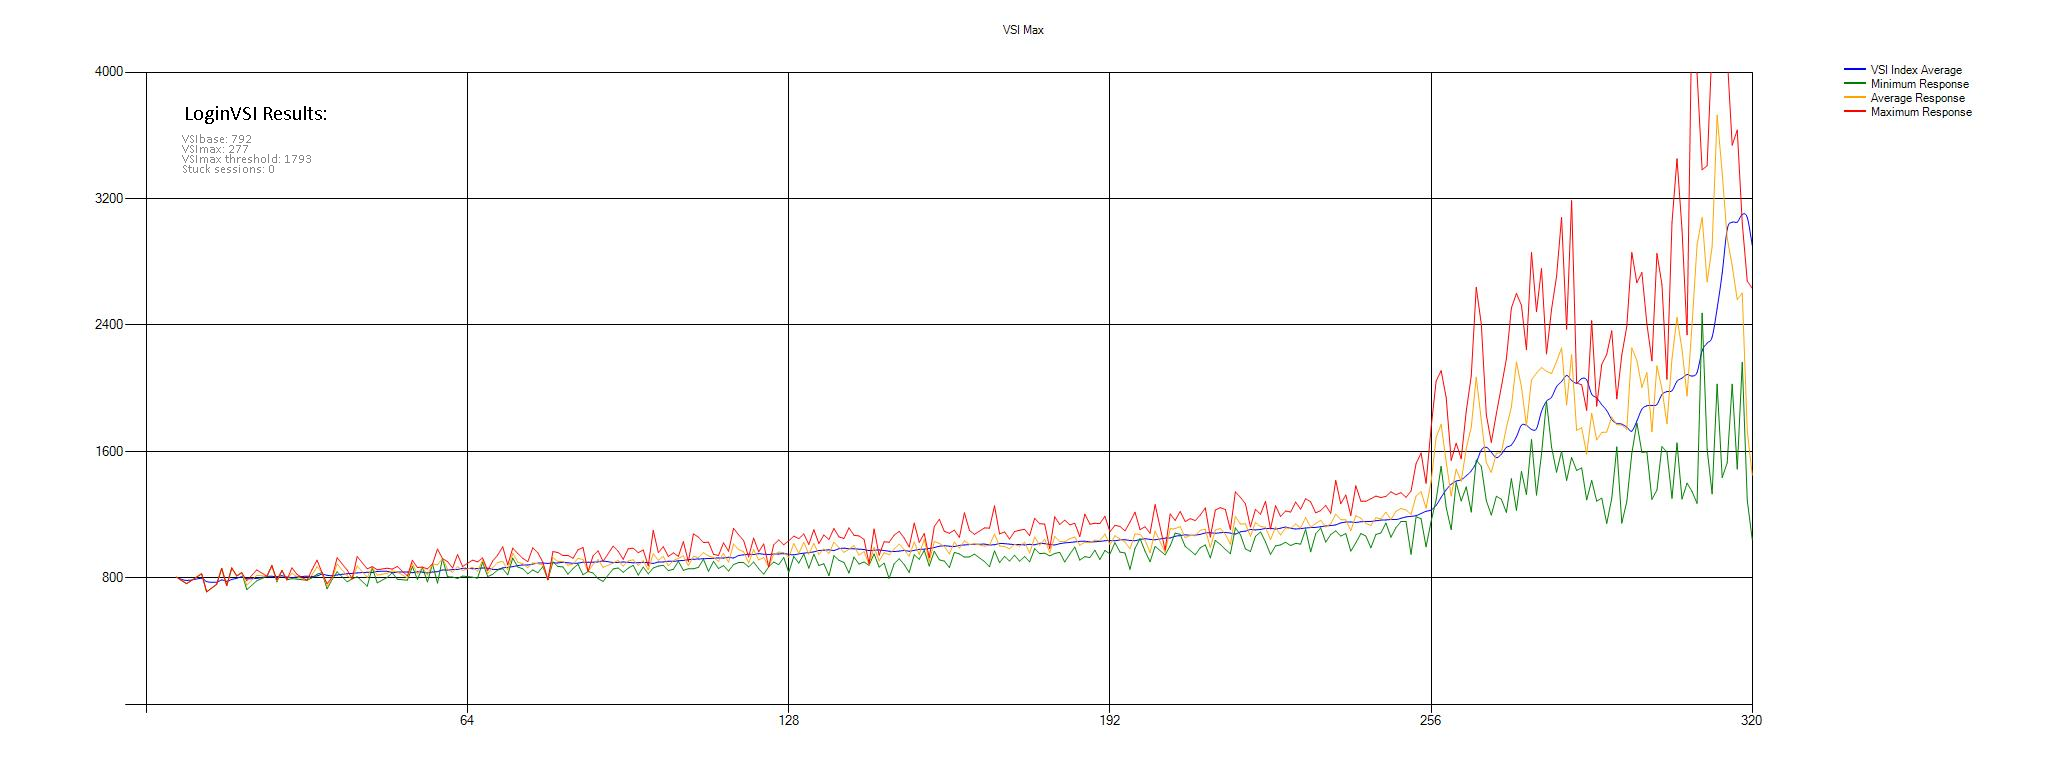 VSI Max
4000
LoginVSI Results:
VSIbase: 792
VSImax: 277
VSImax threshold: 1793
Stuck sessions: 0
3200
2400
1600
800
64
128
192
256
320
VSI Index Average
Minimum Response
Average Response
Maximum Response